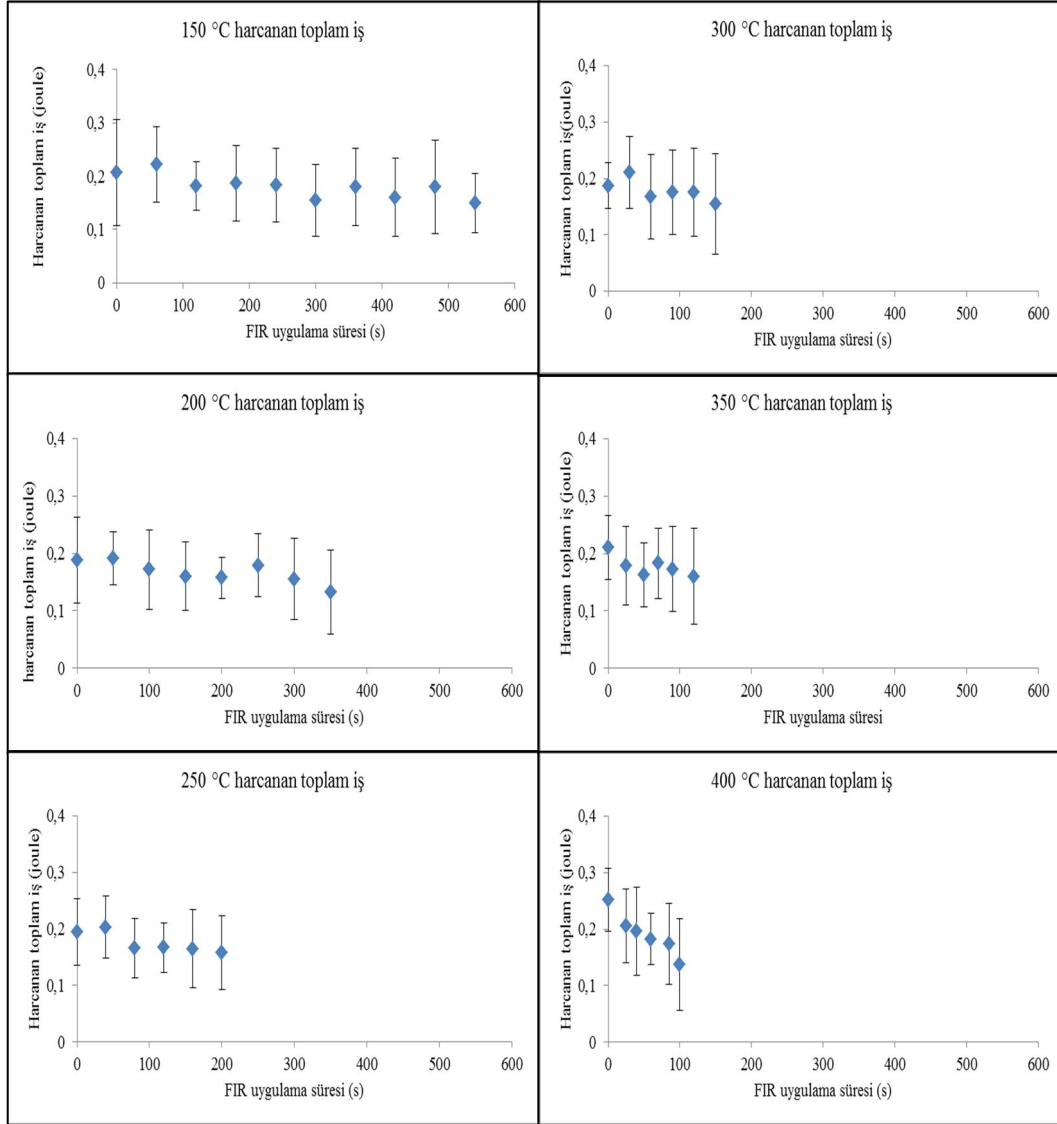 150 °C harcanan toplam iş
Harcanan toplam iş (joule)
0,4
0,3
0,2
0,1
0
0 100 200 300 400 500 600
FIR uygulama süresi (s)
300 °C harcanan toplam iş
Harcanan toplam iş(joule)
0,4
0,3
0,2
0,1
0
0 100 200 300 400 500 600
FIR uygulama süresi (s)
200 °C harcanan toplam iş
harcanan toplam iş (joule)
0,4
0,3
0,2
0,1
0
0 100 200 300 400 500 600
FIR uygulama süresi (s)
350 °C harcanan toplam iş
Harcanan toplam iş (joule)
0,4
0,3
0,2
0,1
0
0 100 200 300 400 500 600
FIR uygulama süresi
250 °C harcanan toplam iş
Harcanan toplam iş (joule)
0,4
0,3
0,2
0,1
0
0 100 200 300 400 500 600
FIR uygulama süresi (s)
400 °C harcanan toplam iş
Harcanan toplam iş (joule)
0,4
0,3
0,2
0,1
0
0 100 200 300 400 500 600
FIR uygulama süresi (s)